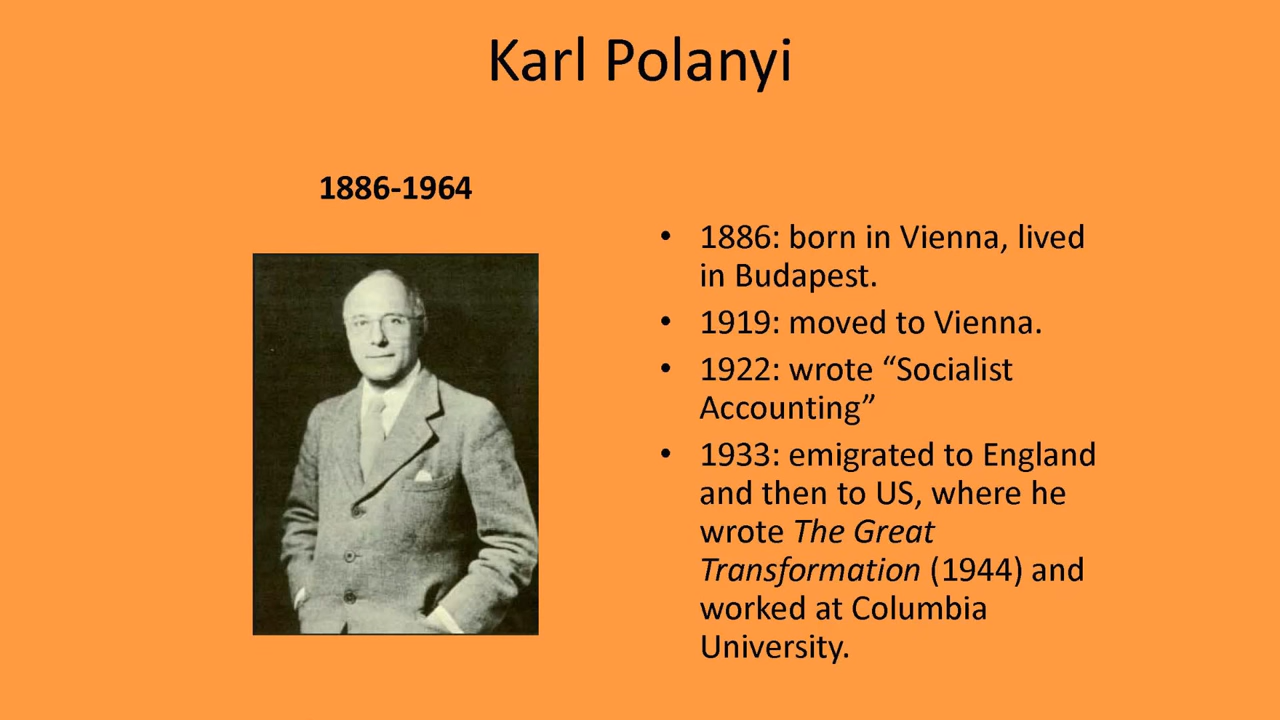 Karl Polanyi
1886-1964
• 1886: born in Vienna, lived
in Budapest.
• 1919: moved to Vienna.
• 1922: wrote “Socialist
Accounting”
• 1933: emigrated to England
and then to US, where he
wrote The Great
Transformation (1944) and
worked at Columbia
University.